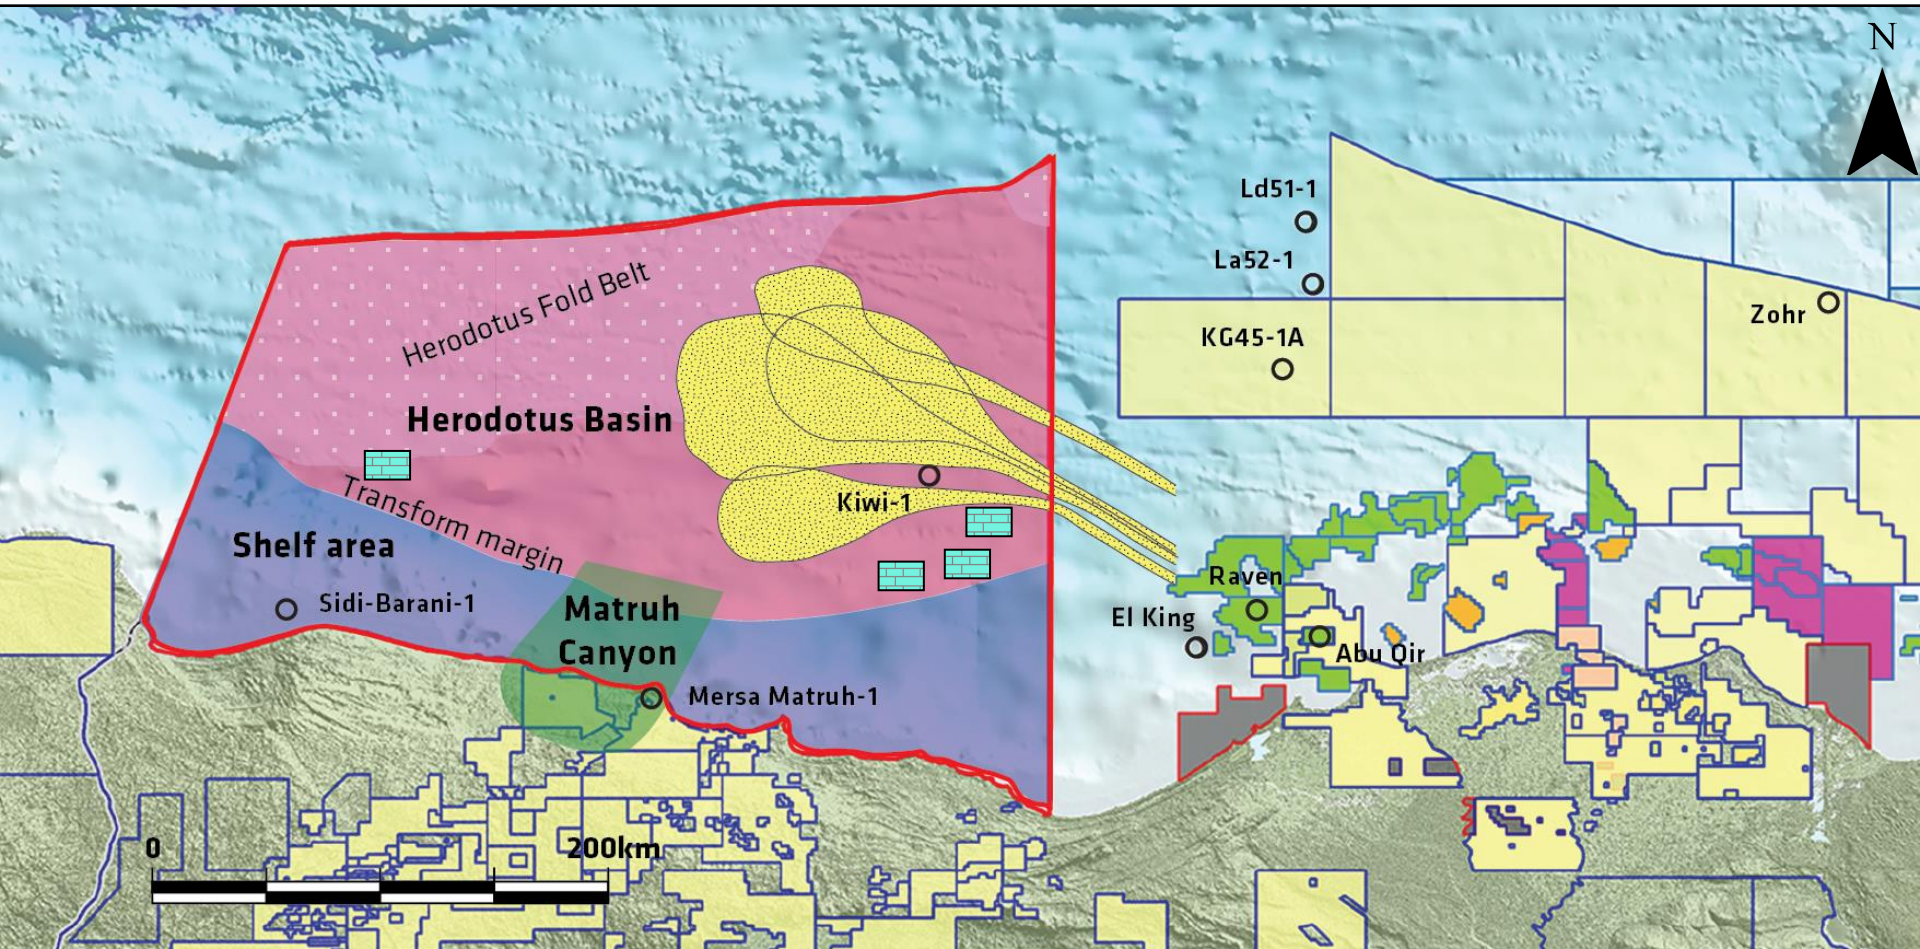 N
Ld51-1
La52-1
Zohr
KG45-1A
Herodotus Fold Belt
Herodotus Basin
Transform margin
Kiwi-1
Shelf area
Raven
Sidi-Barani-1
Matruh
Canyon
El King
Abu Qir
Mersa Matruh-1
0
200km